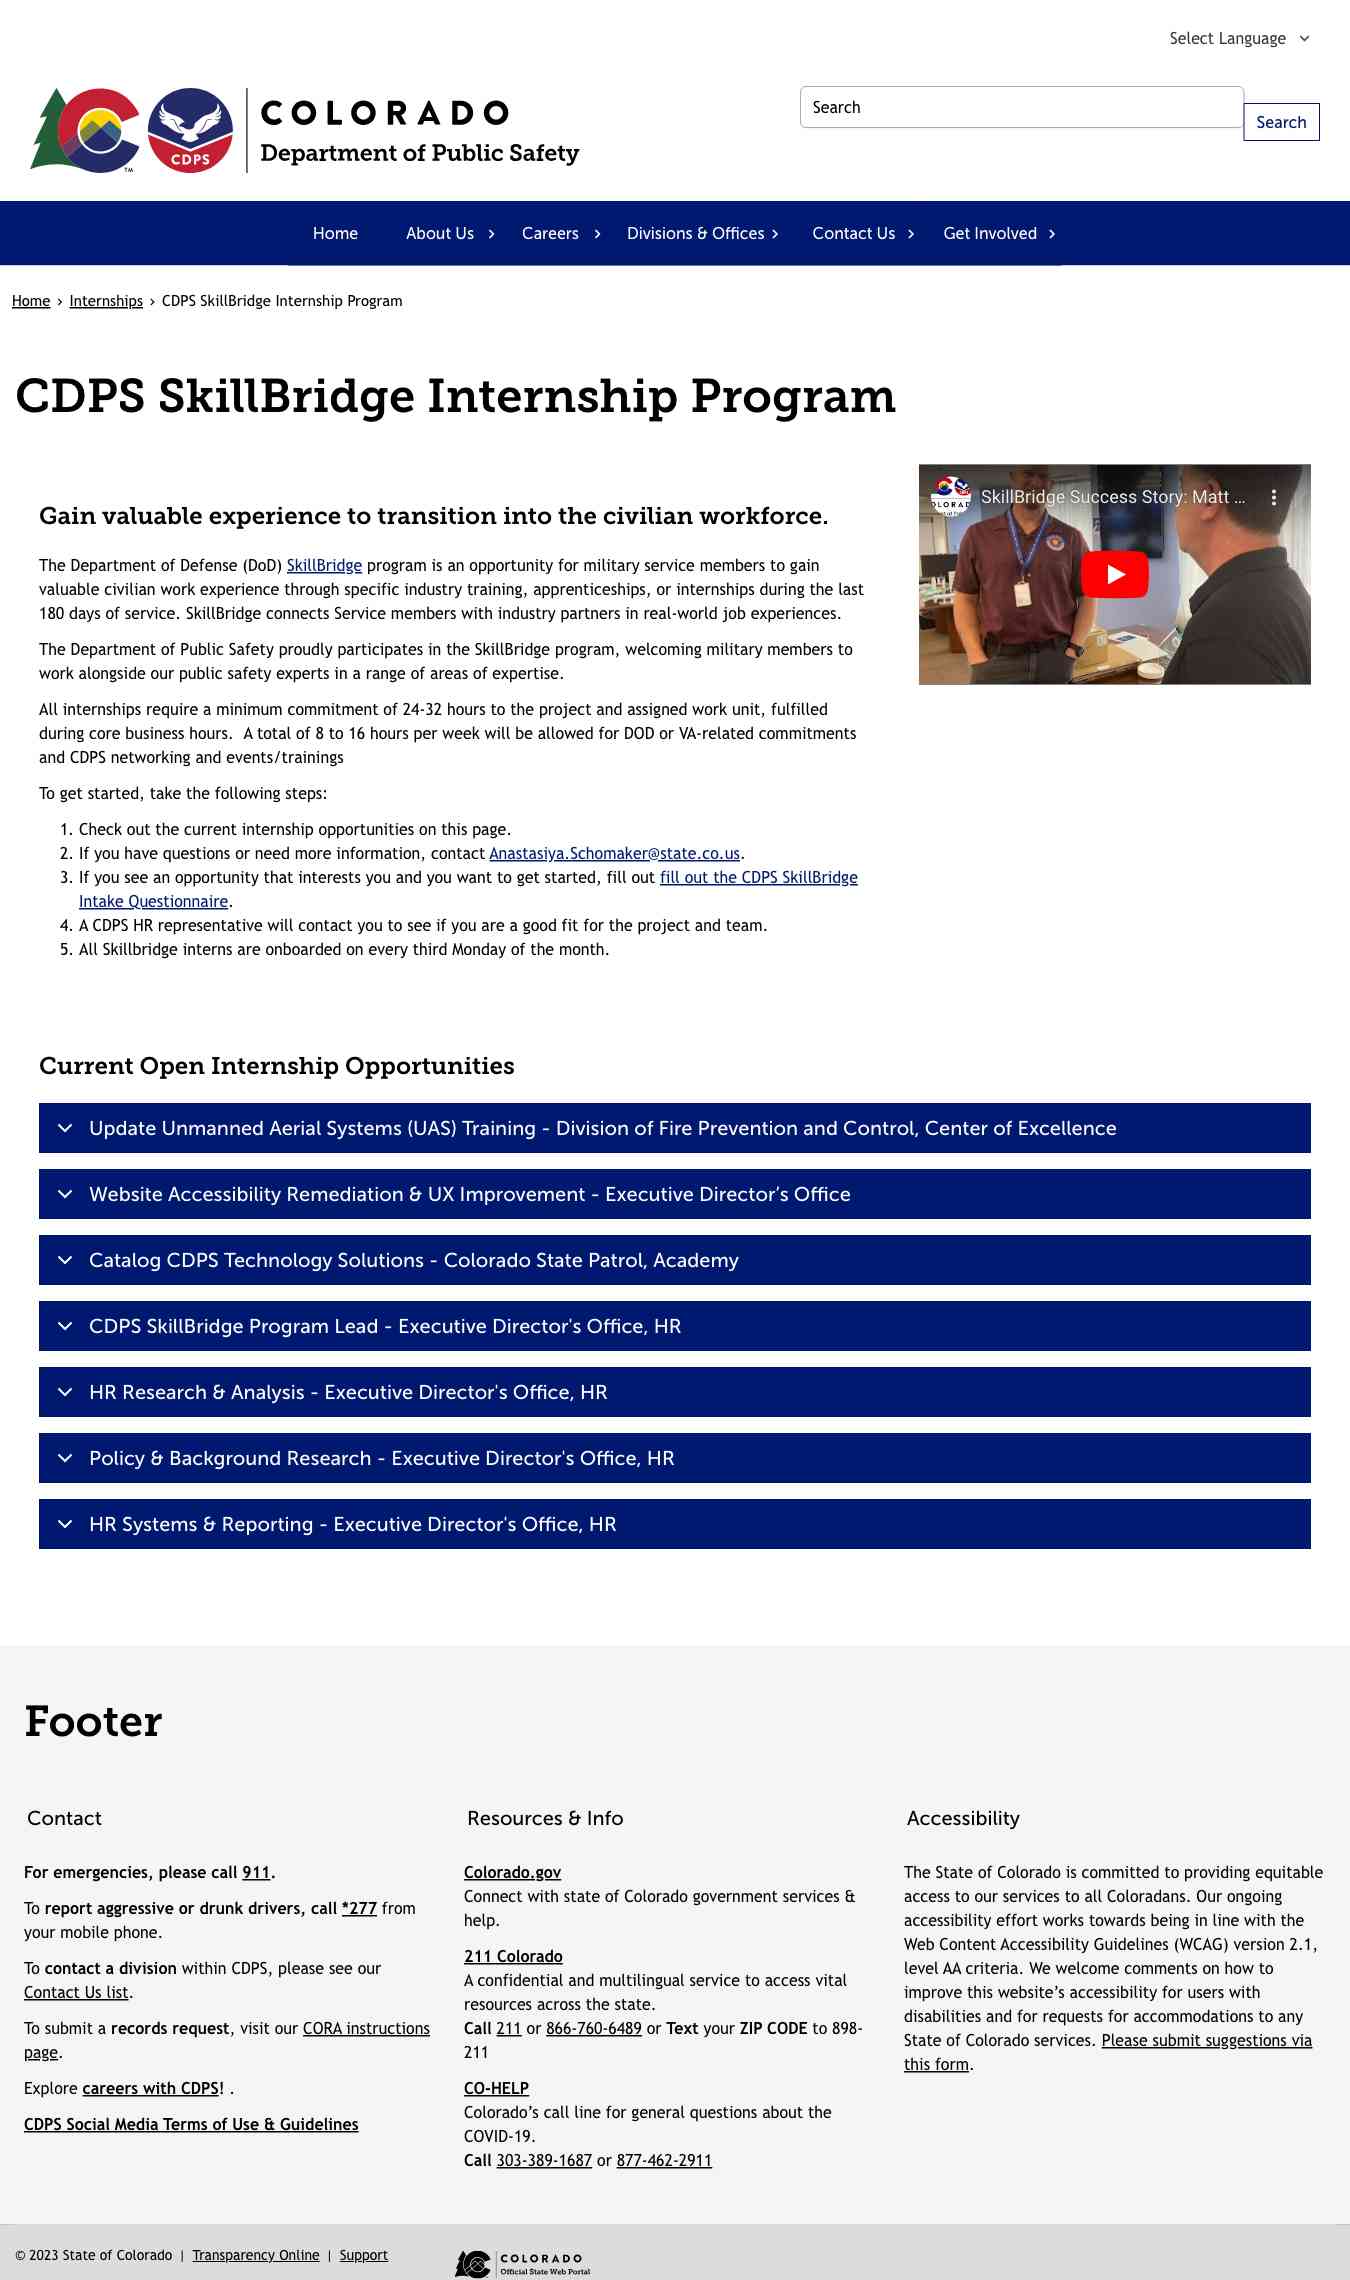 Select Language
CDPS
TM
COLORADO
Department of Public Safety
Search
Search
Home About Us Careers Divisions & Offices Contact Us Get Involved
Home › Internships › CDPS SkillBridge Internship Program
CDPS SkillBridge Internship Program
Gain valuable experience to transition into the civilian workforce.
The Department of Defense (DoD) SkillBridge program is an opportunity for military service members to gain
valuable civilian work experience through specific industry training, apprenticeships, or internships during the last
180 days of service. SkillBridge connects Service members with industry partners in real-world job experiences.
The Department of Public Safety proudly participates in the SkillBridge program, welcoming military members to
work alongside our public safety experts in a range of areas of expertise.
All internships require a minimum commitment of 24-32 hours to the project and assigned work unit, fulfilled
during core business hours.  A total of 8 to 16 hours per week will be allowed for DOD or VA-related commitments
and CDPS networking and events/trainings
To get started, take the following steps:
1. Check out the current internship opportunities on this page.
2. If you have questions or need more information, contact Anastasiya.Schomaker@state.co.us.
3. If you see an opportunity that interests you and you want to get started, fill out fill out the CDPS SkillBridge
Intake Questionnaire.
4. A CDPS HR representative will contact you to see if you are a good fit for the project and team.
5. All Skillbridge interns are onboarded on every third Monday of the month.
SkillBridge Success Story: Matt ...
Current Open Internship Opportunities
Update Unmanned Aerial Systems (UAS) Training - Division of Fire Prevention and Control, Center of Excellence
Website Accessibility Remediation & UX Improvement - Executive Director’s Office
Catalog CDPS Technology Solutions - Colorado State Patrol, Academy
CDPS SkillBridge Program Lead - Executive Director's Office, HR
HR Research & Analysis - Executive Director's Office, HR
Policy & Background Research - Executive Director's Office, HR
HR Systems & Reporting - Executive Director's Office, HR
Footer
Contact
For emergencies, please call 911.
To report aggressive or drunk drivers, call *277 from
your mobile phone.
To contact a division within CDPS, please see our
Contact Us list.
To submit a records request, visit our CORA instructions
page.
Explore careers with CDPS! .
CDPS Social Media Terms of Use & Guidelines
Resources & Info
Colorado.gov
Connect with state of Colorado government services &
help.
211 Colorado
A confidential and multilingual service to access vital
resources across the state.
Call 211 or 866-760-6489 or Text your ZIP CODE to 898-
211
CO-HELP
Colorado’s call line for general questions about the
COVID-19.
Call 303-389-1687 or 877-462-2911
Accessibility
The State of Colorado is committed to providing equitable
access to our services to all Coloradans. Our ongoing
accessibility effort works towards being in line with the
Web Content Accessibility Guidelines (WCAG) version 2.1,
level AA criteria. We welcome comments on how to
improve this website’s accessibility for users with
disabilities and for requests for accommodations to any
State of Colorado services. Please submit suggestions via
this form.
© 2023 State of Colorado | Transparency Online | Support
COLORADO
Official State Web Portal